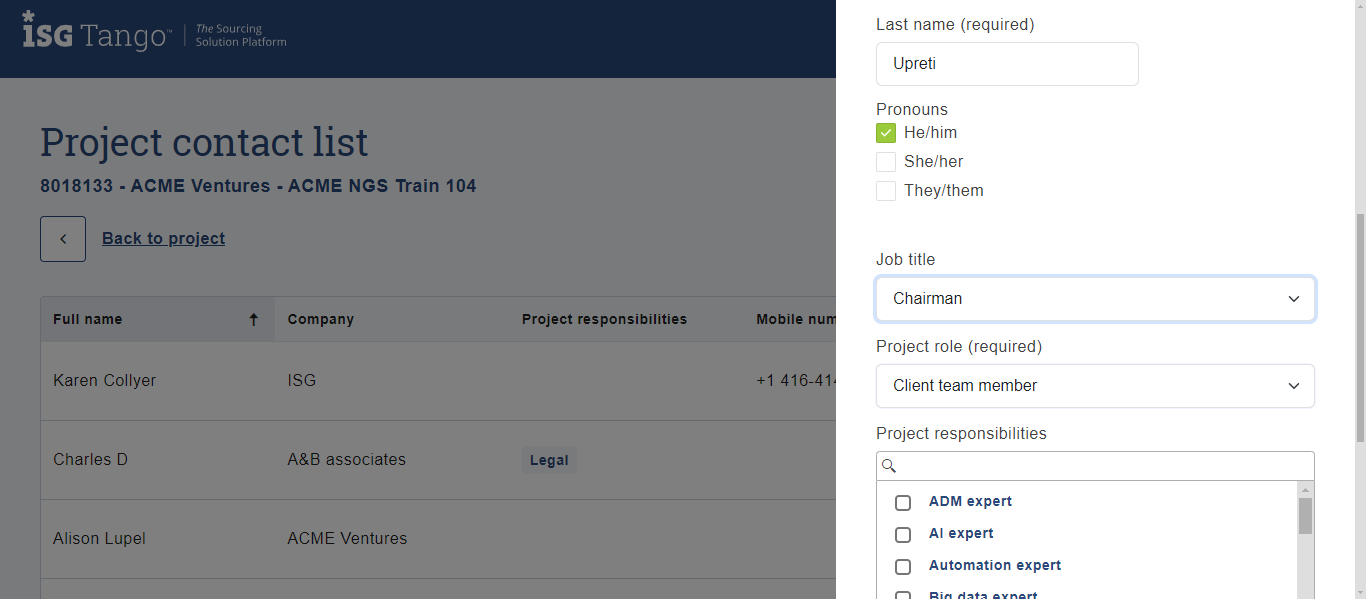 *ISG Tango™ | The Sourcing
Solution Platform
Project contact list
8018133 - ACME Ventures - ACME NGS Train 104
Back to project
Full name Company Project responsibilities Mobile num
Karen Collyer ISG +1 416-414
Charles D A&B associates Legal
Alison Lupel ACME Ventures
Last name (required)
Upreti
Pronouns
He/him
She/her
They/them
Job title
Chairman
Project role (required)
Client team member
Project responsibilities
ADM expert
AI expert
Automation expert
Big data expert